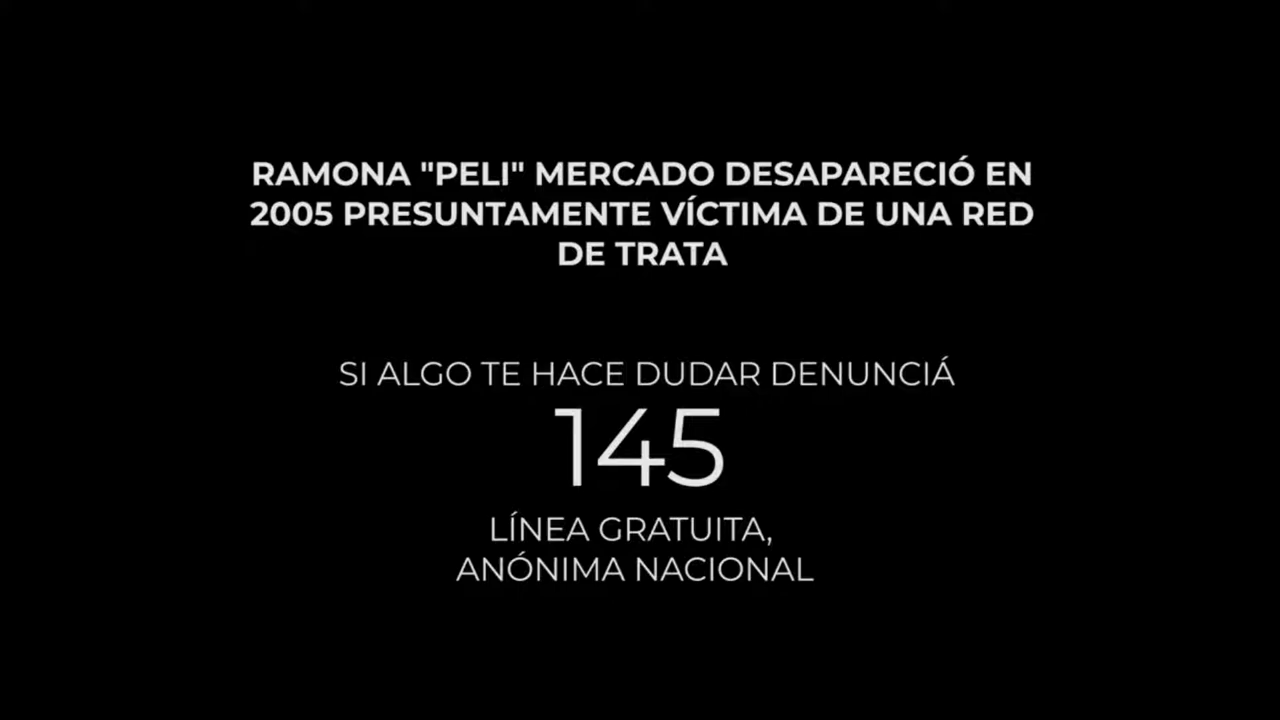 RAMONA "PELI" MERCADO DESAPARECIÓ EN
2005 PRESUNTAMENTE VÍCTIMA DE UNA RED
DE TRATA
SI ALGO TE HACE DUDAR DENUNCIÁ
145
LÍNEA GRATUITA,
ANÓNIMA NACIONAL